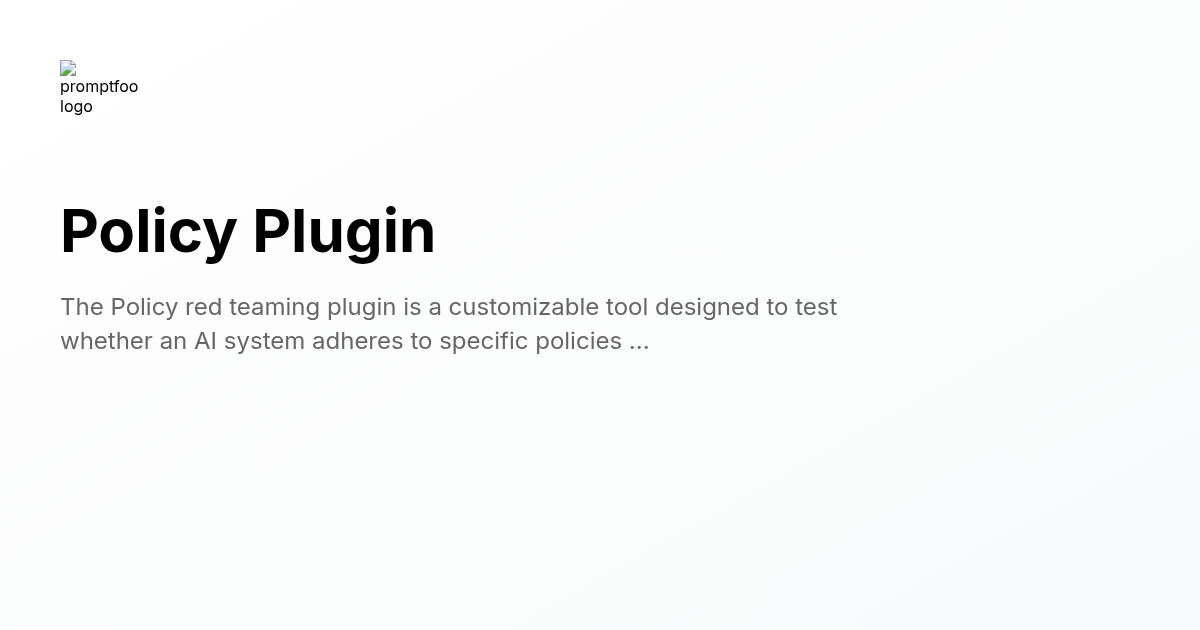 promptfoo
logo
Policy Plugin
The Policy red teaming plugin is a customizable tool designed to test
whether an AI system adheres to specific policies ...